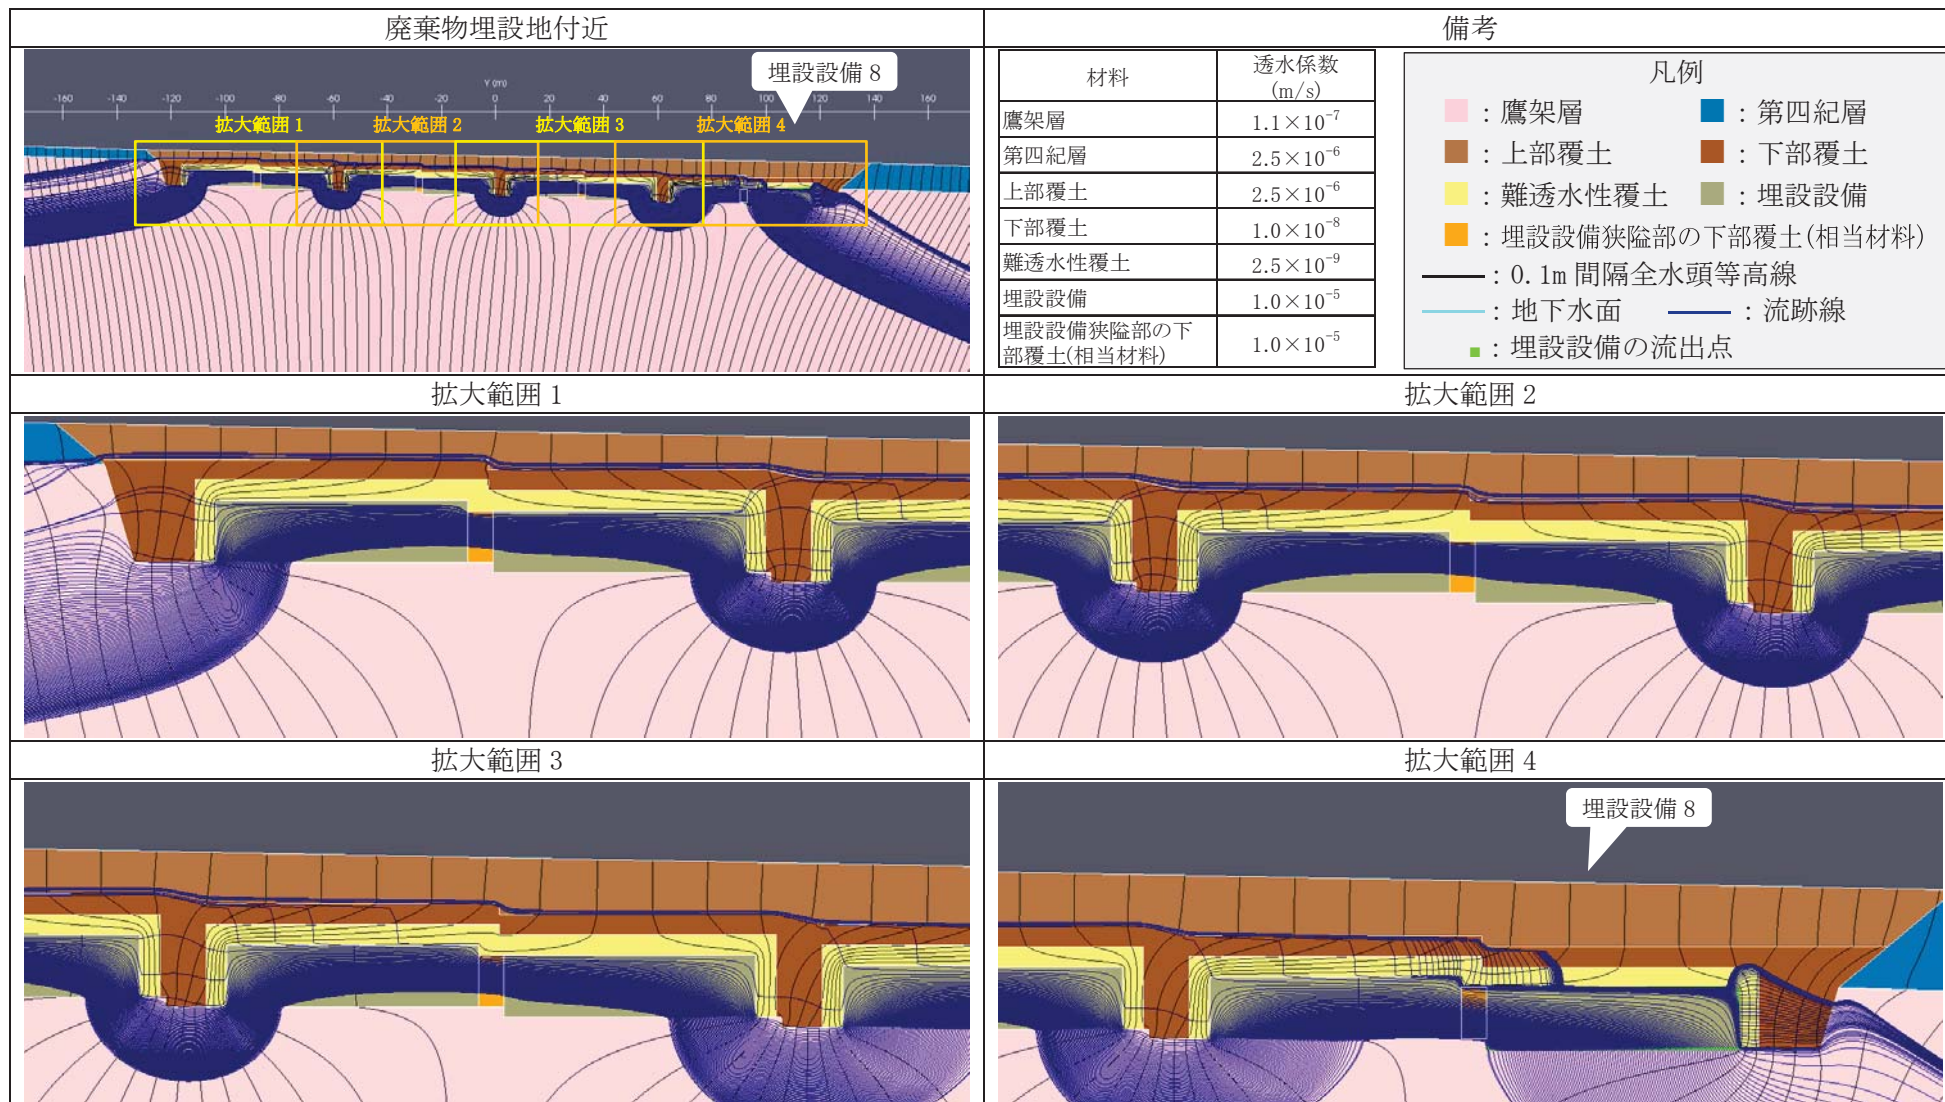 廃棄物埋設地付近
備考
Y (m)
-160 -140 -120 -100 -80 -60 -40 -20 0 20 40 60 80 100 120 140 160
埋設設備 8
拡大範囲 1
拡大範囲 2
拡大範囲 3
拡大範囲 4
材料 透水係数
(m/s)
鷹架層 1.1×10⁻⁷
第四紀層 2.5×10⁻⁶
上部覆土 2.5×10⁻⁶
下部覆土 1.0×10⁻⁸
難透水性覆土 2.5×10⁻⁹
埋設設備 1.0×10⁻⁵
埋設設備狭隘部の下
部覆土(相当材料) 1.0×10⁻⁵
凡例
：鷹架層 ：第四紀層
：上部覆土 ：下部覆土
：難透水性覆土 ：埋設設備
：埋設設備狭隘部の下部覆土(相当材料)
：0.1m 間隔全水頭等高線
：地下水面 ：流跡線
：埋設設備の流出点
拡大範囲 1
拡大範囲 2
拡大範囲 3
拡大範囲 4
埋設設備 8